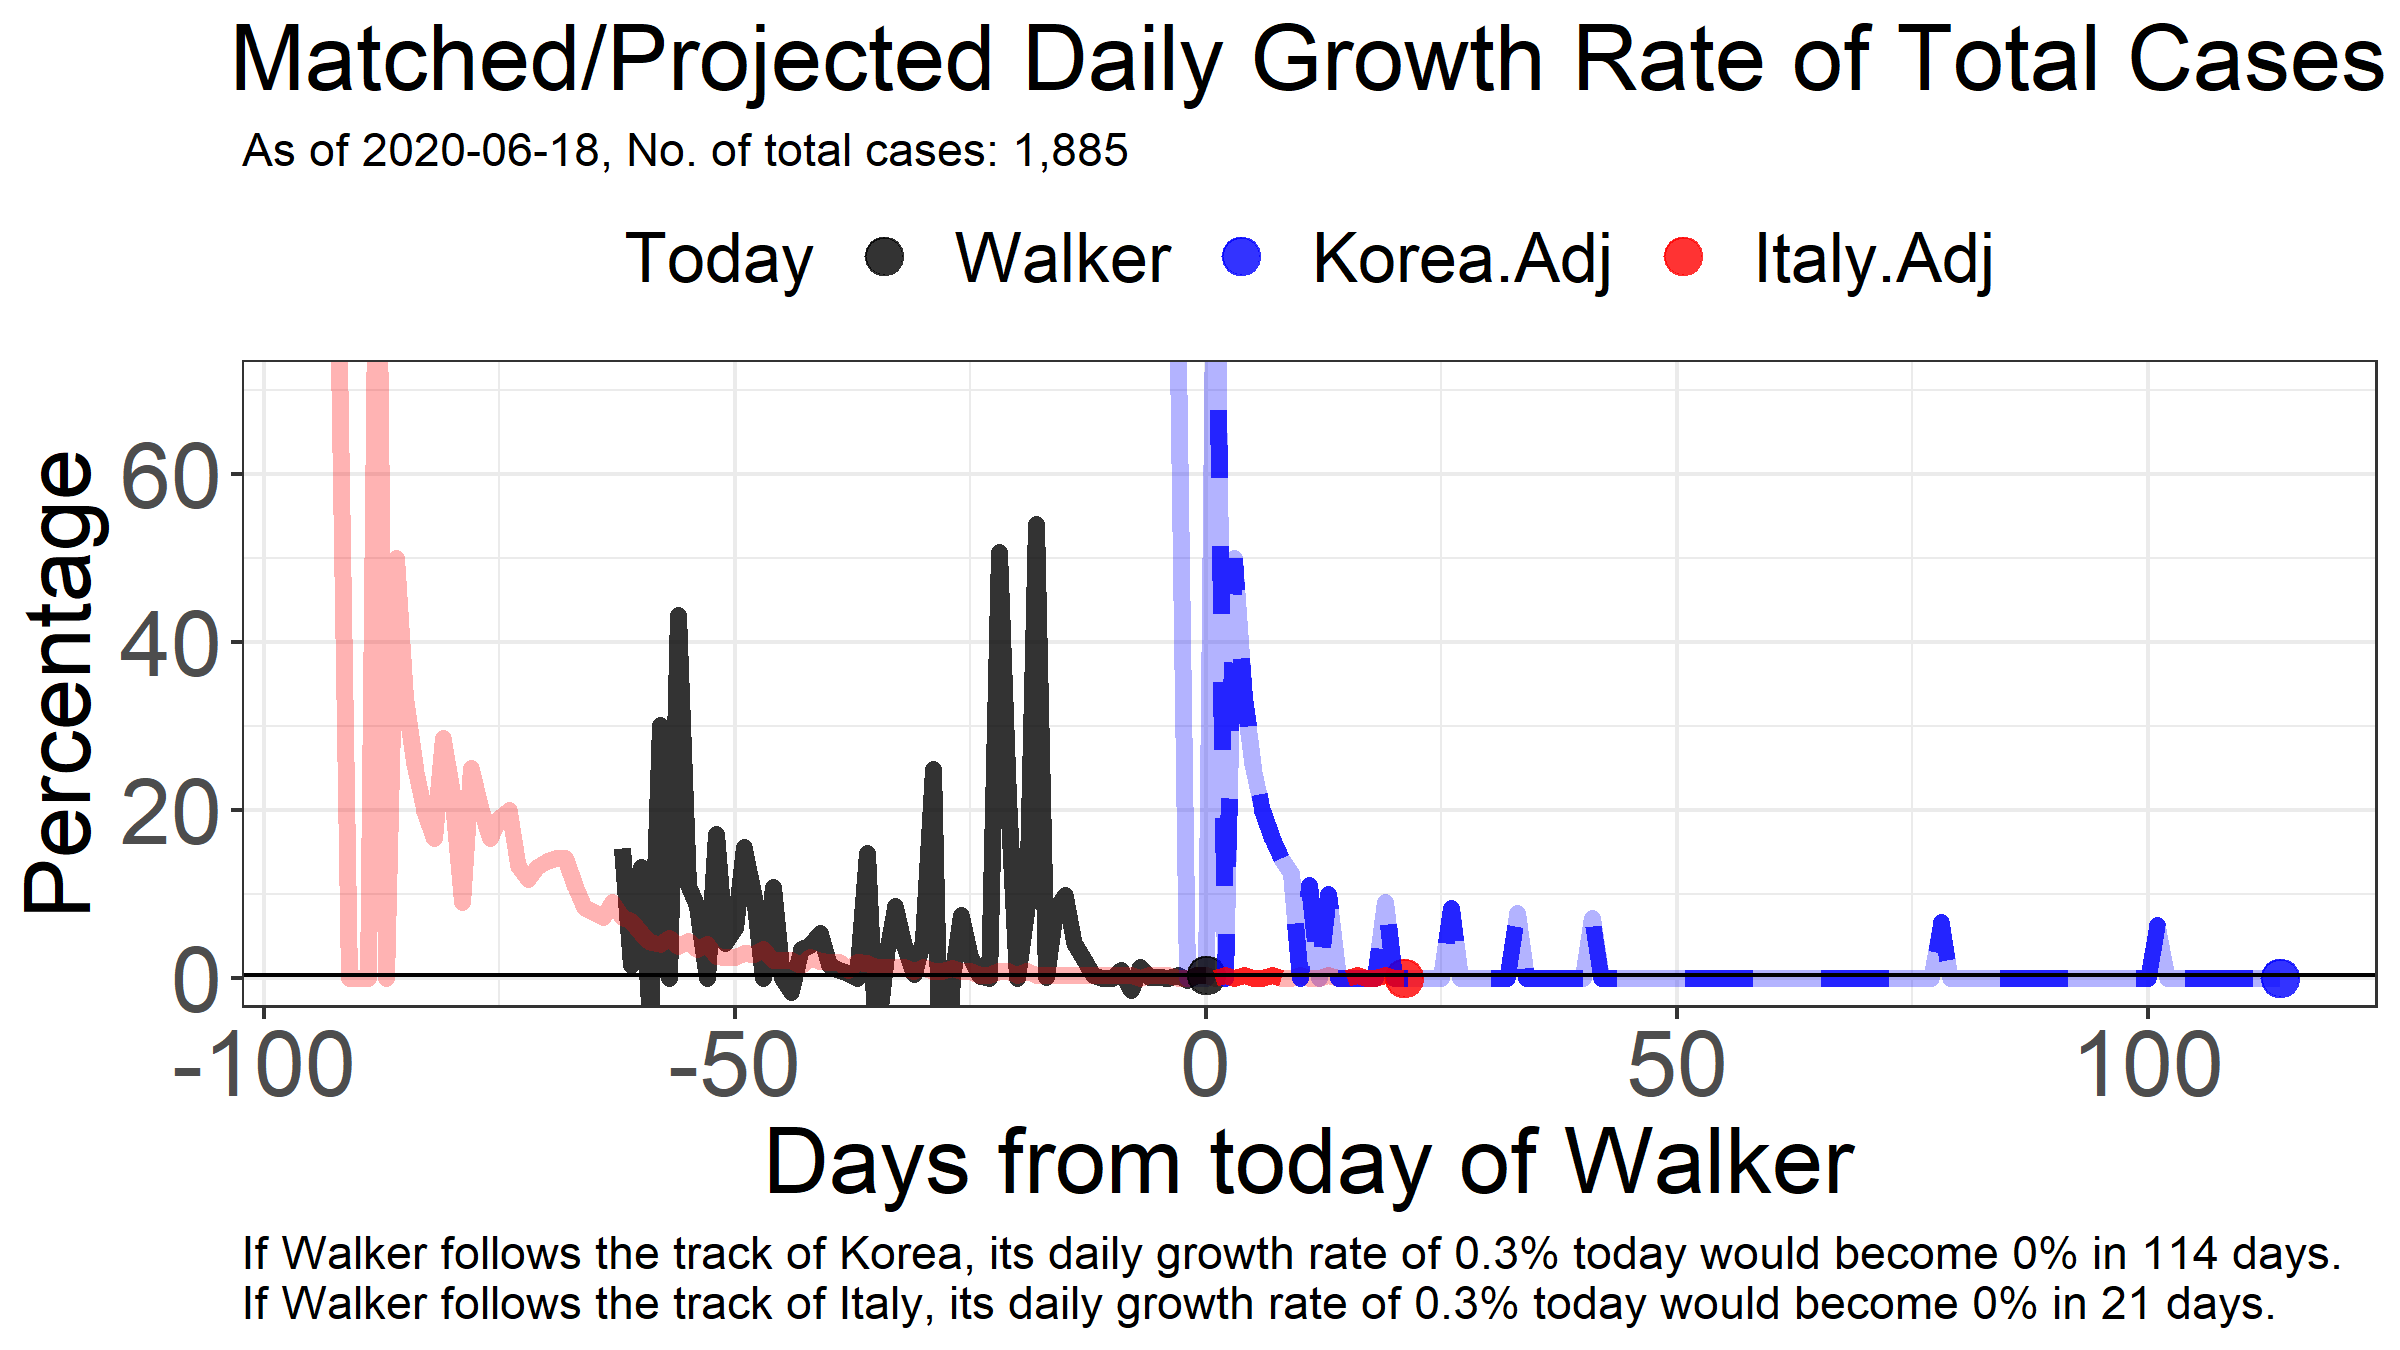 Matched/Projected Daily Growth Rate of Total Cases
As of 2020-06-18, No. of total cases: 1,885
Today Walker Korea.Adj Italy.Adj
Percentage
60
40
20
0
-100 -50 0 50 100
Days from today of Walker
If Walker follows the track of Korea, its daily growth rate of 0.3% today would become 0% in 114 days.
If Walker follows the track of Italy, its daily growth rate of 0.3% today would become 0% in 21 days.